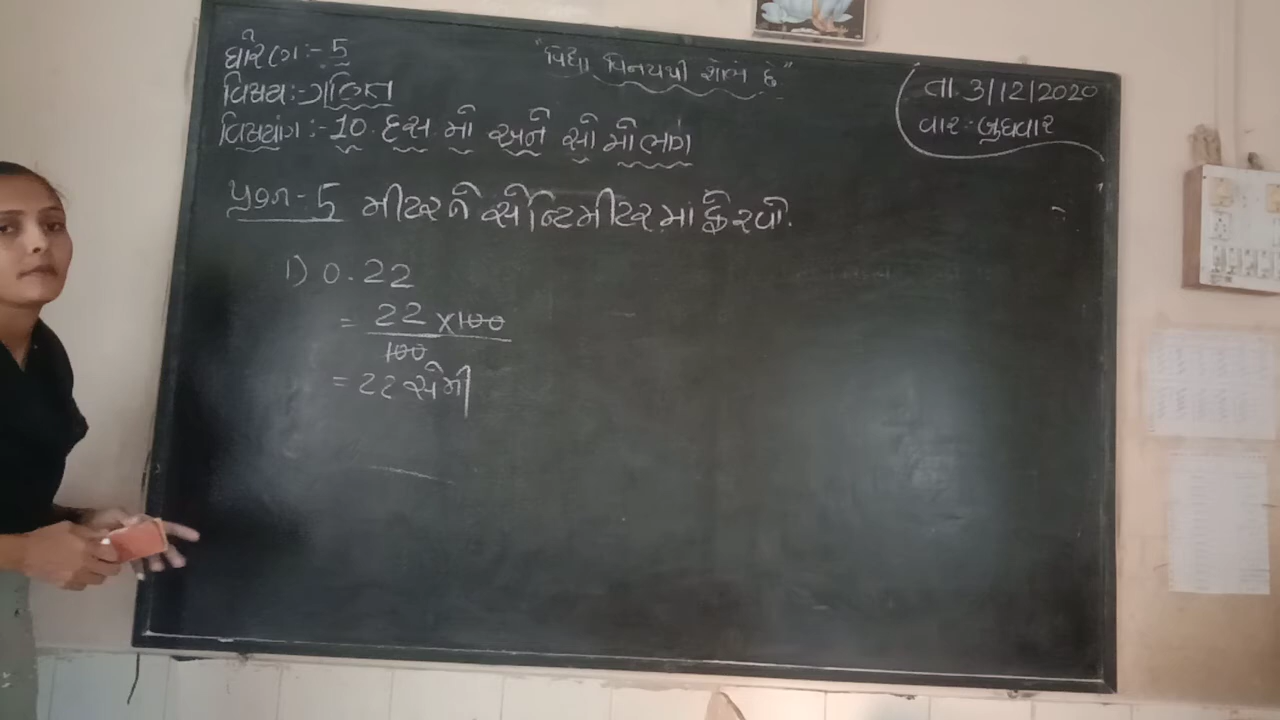 ધોરણ:- 5
"વિદ્યા વિનયથી શોભે છે"
તા. 3/12/2020
વિષય:- ગણિત
વાર:- બુધવાર
વિષયાંગ:- 10. દસ મો અને સો મો ભાગ
પ્રશ્ન-5 મીટરને સેન્ટિમીટરમાં ફેરવો.
1) 0.22
= 22 x100
100
= 22 સેમી